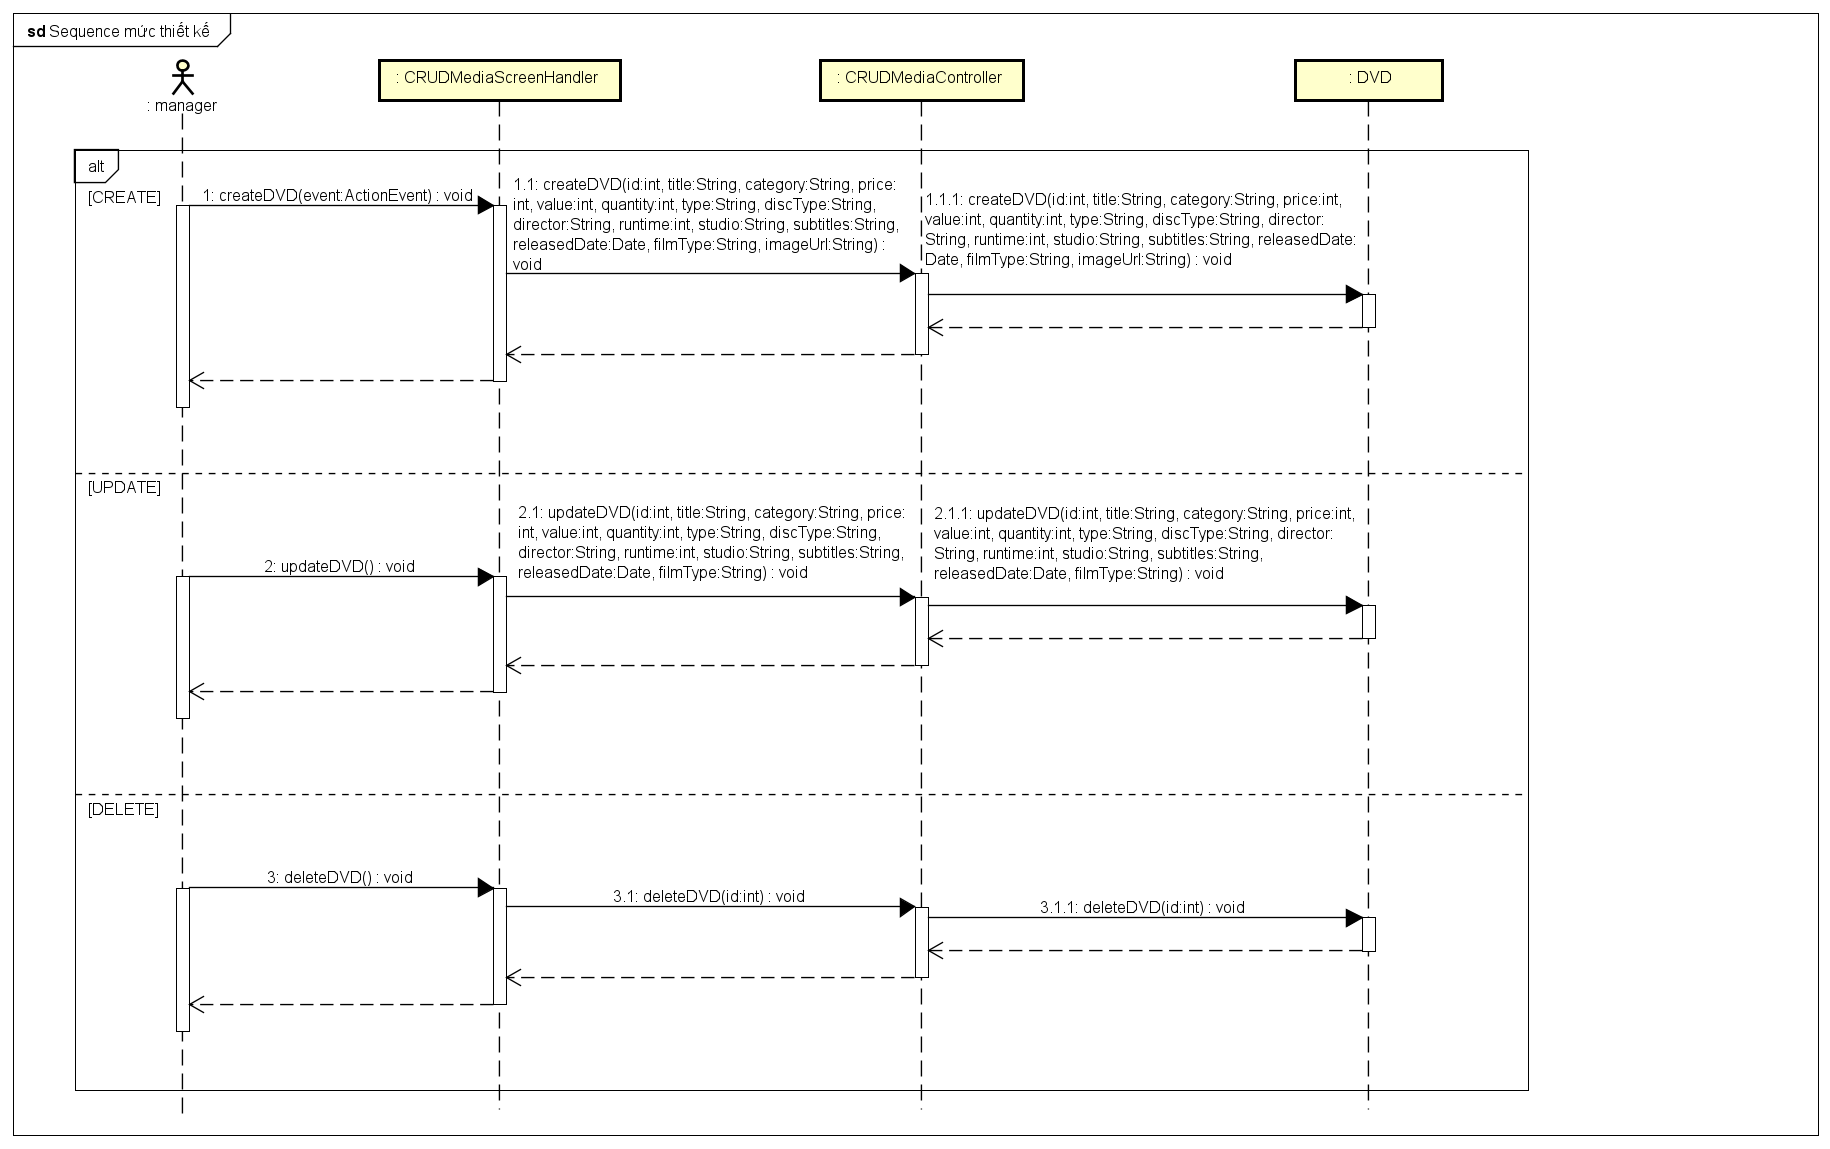 sd Sequence mức thiết kế
: manager
: CRUDMediaScreenHandler
: CRUDMediaController
: DVD
alt
[CREATE]
1: createDVD(event:ActionEvent) : void
1.1: createDVD(id:int, title:String, category:String, price:
int, value:int, quantity:int, type:String, discType:String,
director:String, runtime:int, studio:String, subtitles:String,
releasedDate:Date, filmType:String, imageUrl:String) :
void
1.1.1: createDVD(id:int, title:String, category:String, price:int,
value:int, quantity:int, type:String, discType:String, director:
String, runtime:int, studio:String, subtitles:String, releasedDate:
Date, filmType:String, imageUrl:String) : void
[UPDATE]
2: updateDVD() : void
2.1: updateDVD(id:int, title:String, category:String, price:
int, value:int, quantity:int, type:String, discType:String,
director:String, runtime:int, studio:String, subtitles:String,
releasedDate:Date, filmType:String) : void
2.1.1: updateDVD(id:int, title:String, category:String, price:int,
value:int, quantity:int, type:String, discType:String, director:
String, runtime:int, studio:String, subtitles:String,
releasedDate:Date, filmType:String) : void
[DELETE]
3: deleteDVD() : void
3.1: deleteDVD(id:int) : void
3.1.1: deleteDVD(id:int) : void